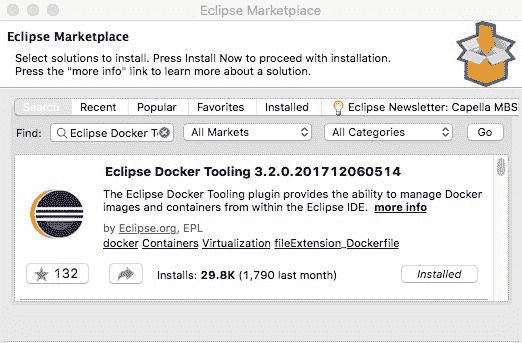 Eclipse Marketplace
Eclipse Marketplace
Select solutions to install. Press Install Now to proceed with installation.
Press the "more info" link to learn more about a solution.
Search Recent Popular Favorites Installed Eclipse Newsletter: Capella MBS
Find: Eclipse Docker T All Markets All Categories Go
Eclipse Docker Tooling 3.2.0.201712060514
The Eclipse Docker Tooling plugin provides the ability to manage Docker
images and containers from within the Eclipse IDE. more info
by Eclipse.org, EPL
docker Containers Virtualization fileExtension_Dockerfile
132 Installs: 29.8K (1,790 last month) Installed